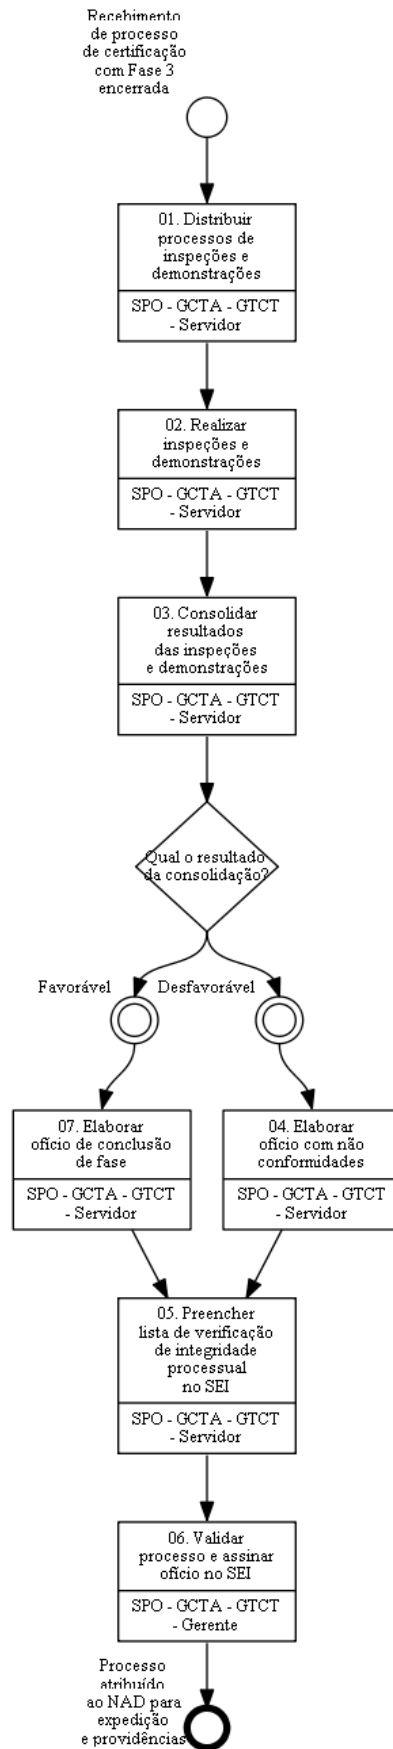 Recebimento
de processo
de certificação
com Fase 3
encerrada
01. Distribuir
processos de
inspeções e
demonstrações
SPO - GCTA - GTCT
- Servidor
02. Realizar
inspeções e
demonstrações
SPO - GCTA - GTCT
- Servidor
03. Consolidar
resultados
das inspeções
e demonstrações
SPO - GCTA - GTCT
- Servidor
Qual o resultado
da consolidação?
Favorável
Desfavorável
07. Elaborar
ofício de conclusão
de fase
SPO - GCTA - GTCT
- Servidor
04. Elaborar
ofício com não
conformidades
SPO - GCTA - GTCT
- Servidor
05. Preencher
lista de verificação
de integridade
processual
no SEI
SPO - GCTA - GTCT
- Servidor
06. Validar
processo e assinar
ofício no SEI
SPO - GCTA - GTCT
- Gerente
Processo
atribuído
ao NAD para
expedição
e providências